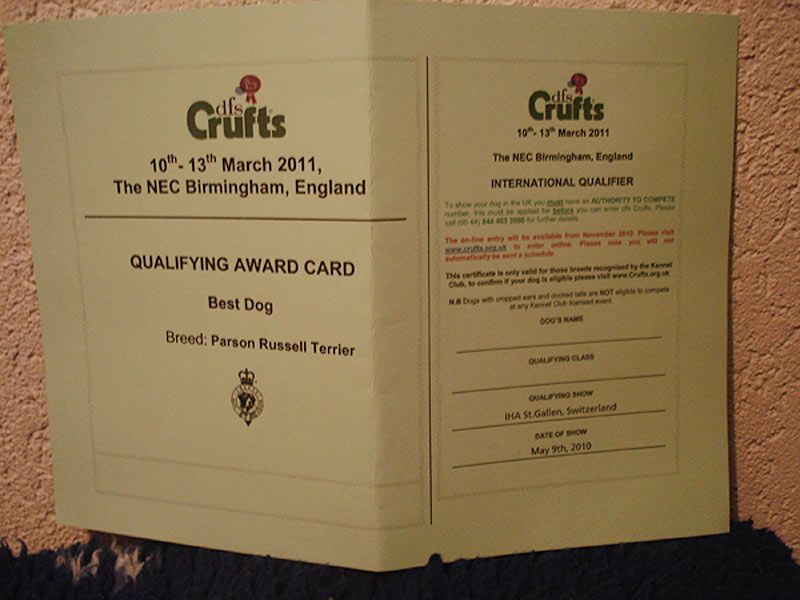 dfs
Crufts
10th - 13th March 2011,
The NEC Birmingham, England
QUALIFYING AWARD CARD
Best Dog
Breed: Parson Russell Terrier
dfs
Crufts
10th - 13th March 2011
The NEC Birmingham, England
INTERNATIONAL QUALIFIER
To show your dog in the UK you must have an AUTHORITY TO COMPETE
number, this must be applied for before you can enter dfs Crufts. Please
call (00 44) 844 463 3980 for further details.
The on-line entry will be available from November 2010. Please visit
www.crufts.org.uk to enter online. Please note you will not
automatically be sent a schedule
This certificate is only valid for those breeds recognised by the Kennel
Club, to confirm if your dog is eligible please visit www.Crufts.org.uk
N.B Dogs with cropped ears and docked tails are NOT eligible to compete
at any Kennel Club licensed event.
DOG'S NAME
QUALIFYING CLASS
QUALIFYING SHOW
IHA St.Gallen, Switzerland
DATE OF SHOW
May 9th, 2010